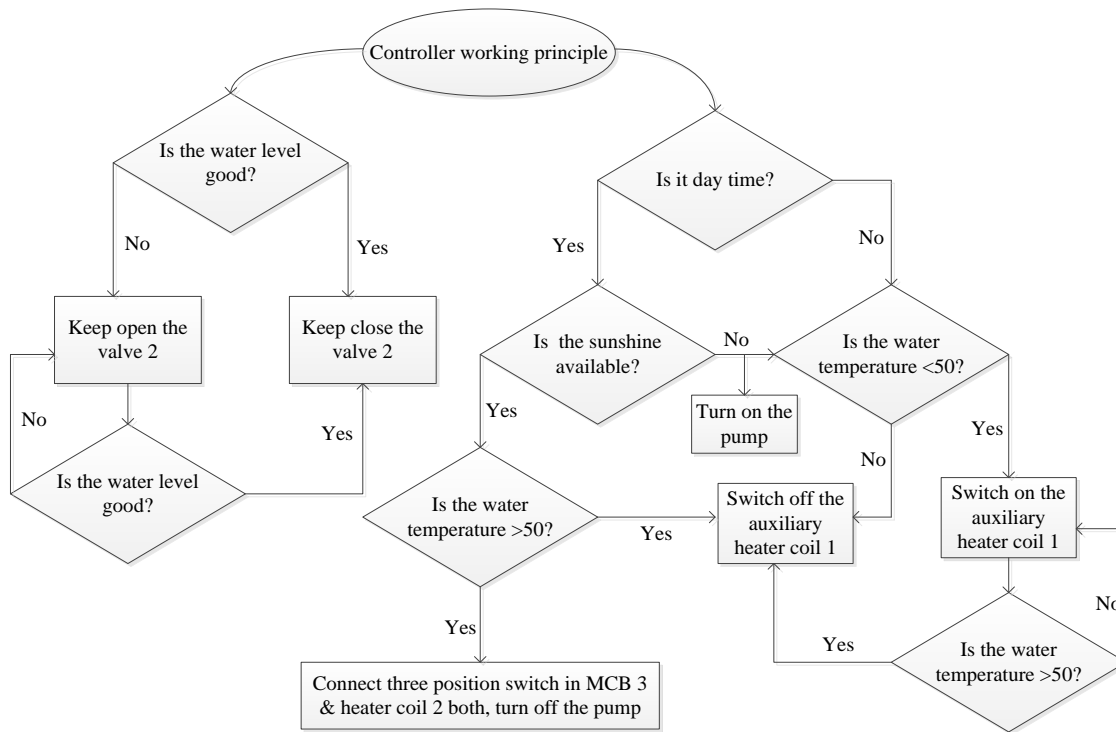 Controller working principle
Is the water level
good?
Is it day time?
No
Yes
Yes
No
Keep open the
valve 2
Keep close the
valve 2
Is  the sunshine
available?
No
Is the water
temperature <50?
Turn on the
pump
No
Yes
Yes
No
Yes
Is the water level
good?
Is the water
temperature >50?
Yes
Switch off the
auxiliary
heater coil 1
Switch on the
auxiliary
heater coil 1
Yes
Yes
No
Is the water
temperature >50?
Connect three position switch in MCB 3
& heater coil 2 both, turn off the pump